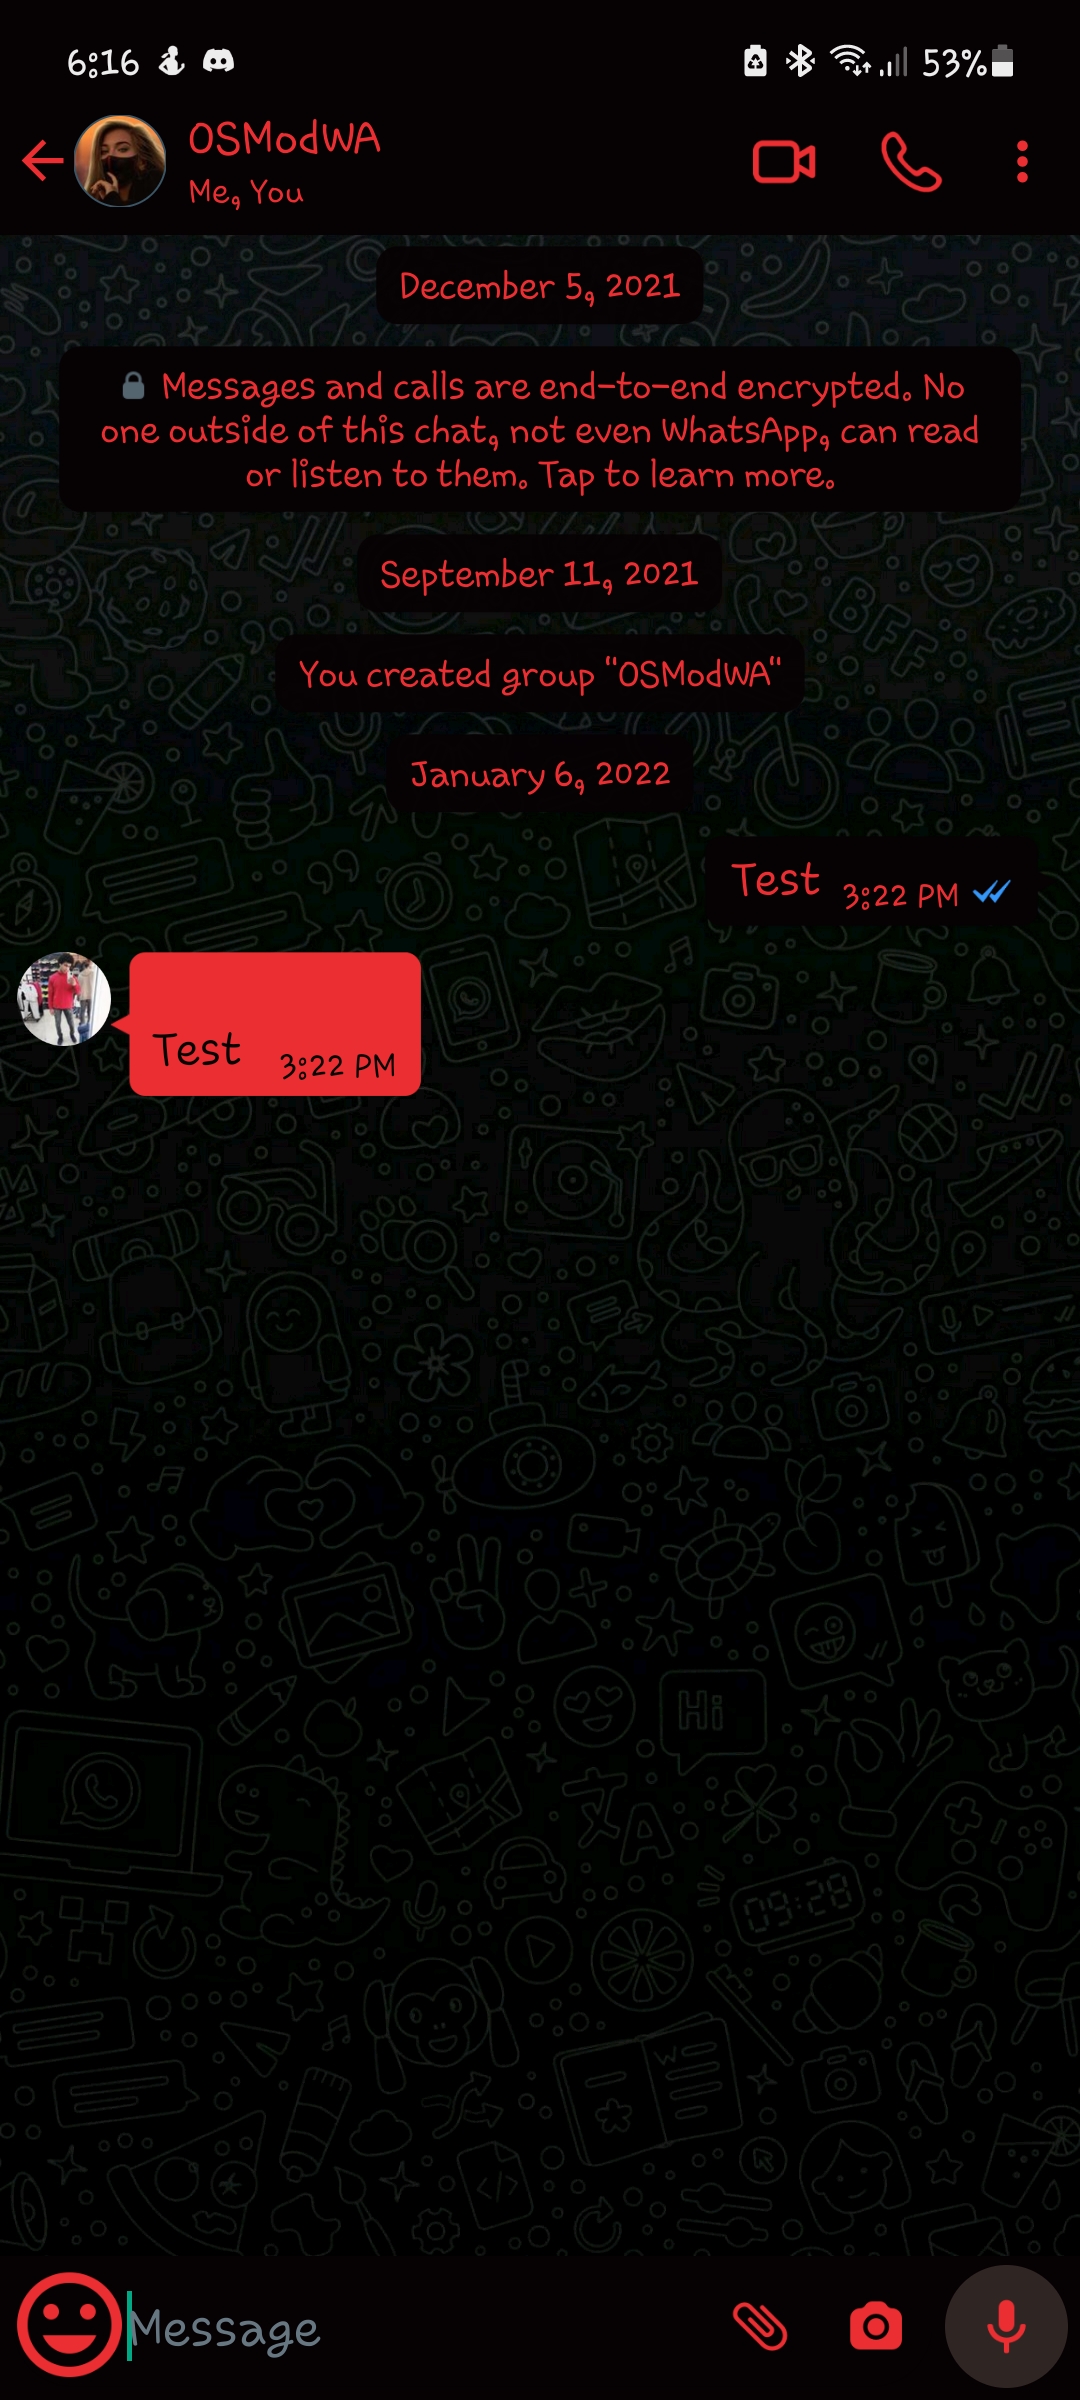 6:16
53%
OSModWA
Me, You
December 5, 2021
Messages and calls are end-to-end encrypted. No
one outside of this chat, not even WhatsApp, can read
or listen to them. Tap to learn more.
September 11, 2021
BFF
You created group "OSModWA"
January 6, 2022
Test 3:22 PM
Test 3:22 PM
Hi
文A
09:28
W
</>
Message